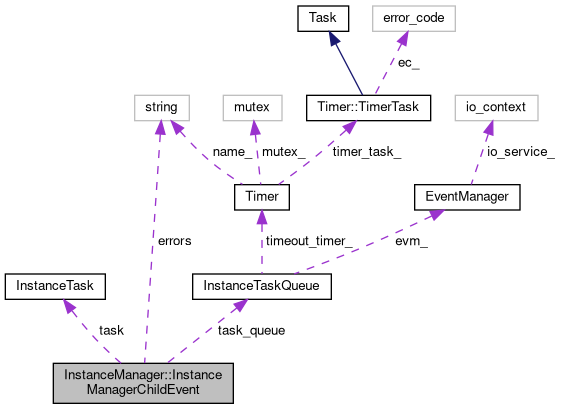 Task
error_code
ec_
string
mutex
Timer::TimerTask
io_context
name_
mutex_
timer_task_
io_service_
Timer
EventManager
errors
timeout_timer_
evm_
InstanceTask
InstanceTaskQueue
task
task_queue
InstanceManager::Instance
ManagerChildEvent